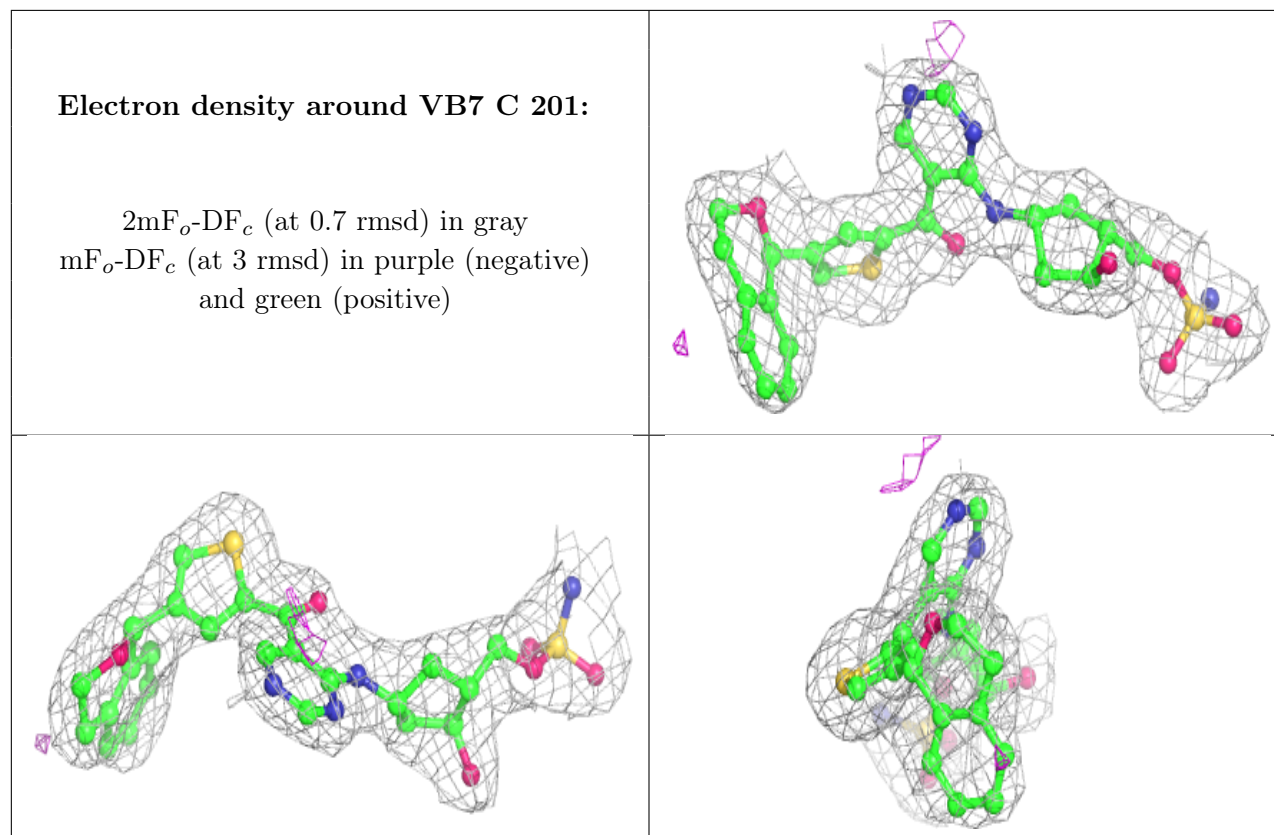 Electron density around VB7 C 201:
2mFo-DFc (at 0.7 rmsd) in gray
mFo-DFc (at 3 rmsd) in purple (negative)
and green (positive)